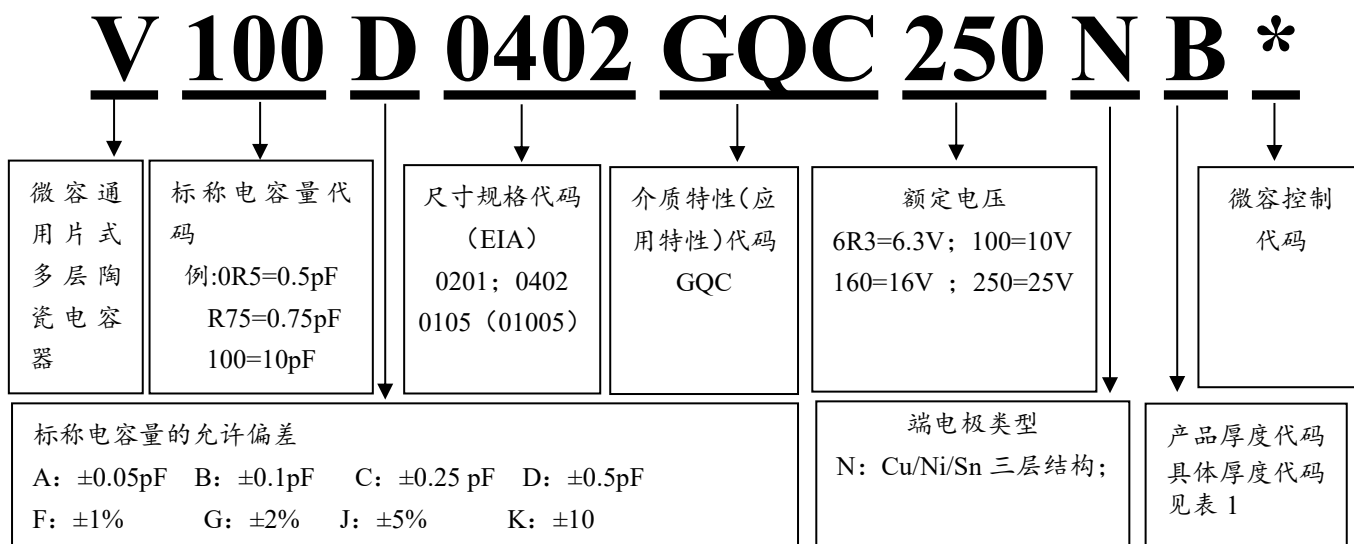 V 100 D 0402 GQC 250 N B *
微容通
用片式
多层陶
瓷电容
器
标称电容量代
码
例:0R5=0.5pF
R75=0.75pF
100=10pF
尺寸规格代码
（EIA）
0201；0402
0105（01005）
介质特性(应
用特性)代码
GQC
额定电压
6R3=6.3V；100=10V
160=16V ；250=25V
微容控制
代码
标称电容量的允许偏差
A：±0.05pF B：±0.1pF C：±0.25 pF D：±0.5pF
F：±1% G：±2% J：±5% K：±10
端电极类型
N：Cu/Ni/Sn 三层结构；
产品厚度代码
具体厚度代码
见表 1